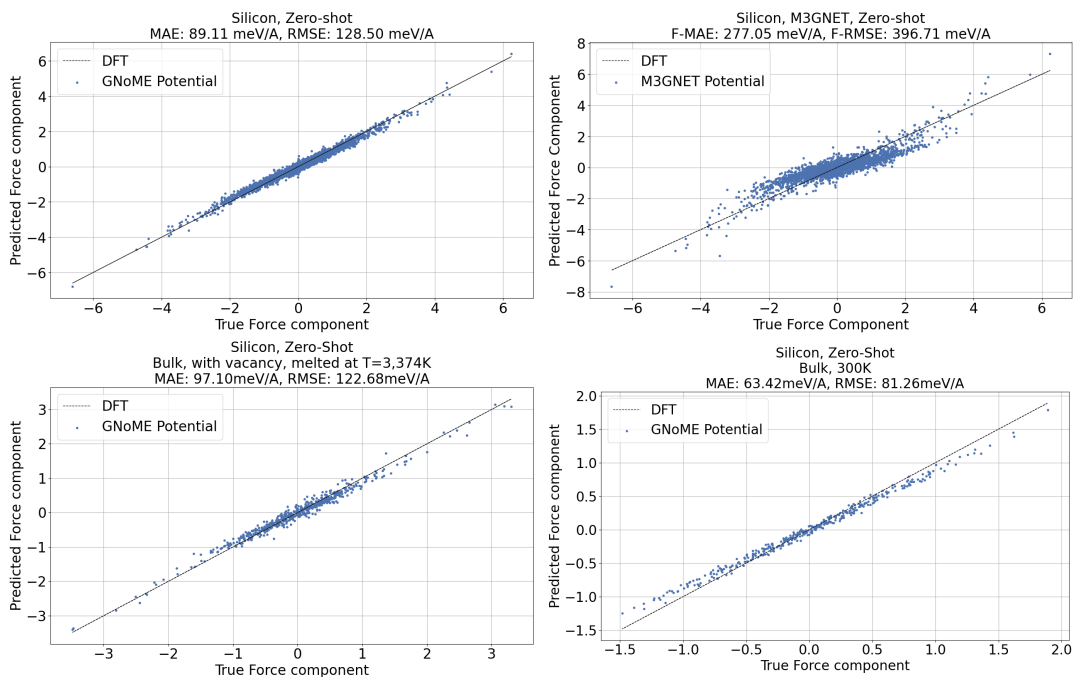 Silicon, Zero-shot
MAE: 89.11 meV/A, RMSE: 128.50 meV/A
DFT
GNoME Potential
Predicted Force component
6
4
2
0
−2
−4
−6
−6 −4 −2 0 2 4 6
True Force component
Silicon, M3GNET, Zero-shot
F-MAE: 277.05 meV/A, F-RMSE: 396.71 meV/A
DFT
M3GNET Potential
Predicted Force Component
8
6
4
2
0
−2
−4
−6
−8
−6 −4 −2 0 2 4 6
True Force Component
Silicon, Zero-Shot
Bulk, with vacancy, melted at T=3,374K
MAE: 97.10meV/A, RMSE: 122.68meV/A
DFT
GNoME Potential
Predicted Force component
3
2
1
0
−1
−2
−3
−3 −2 −1 0 1 2 3
True Force component
Silicon, Zero-Shot
Bulk, 300K
MAE: 63.42meV/A, RMSE: 81.26meV/A
DFT
GNoME Potential
Predicted Force component
2.0
1.5
1.0
0.5
0.0
−0.5
−1.0
−1.5
−1.5 −1.0 −0.5 0.0 0.5 1.0 1.5 2.0
True Force component